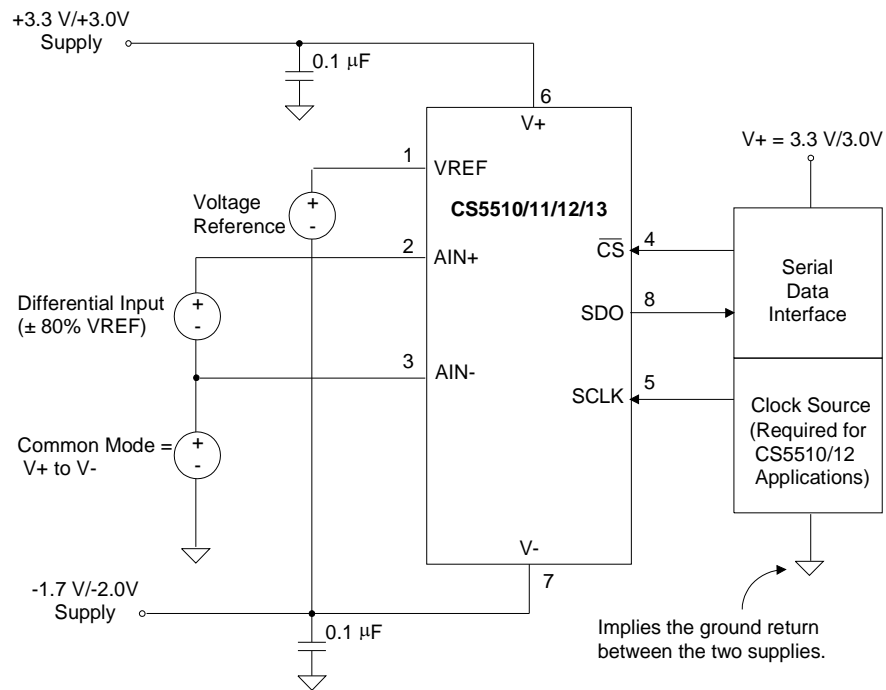 +3.3 V/+3.0V
Supply
0.1 μF
6
V+
V+ = 3.3 V/3.0V
1
VREF
Voltage
Reference
+
-
CS5510/11/12/13
2
AIN+
CS
4
Serial
Data
Interface
Differential Input
(± 80% VREF)
+
-
SDO
8
3
AIN-
SCLK
5
Clock Source
(Required for
CS5510/12
Applications)
Common Mode =
V+ to V-
+
-
V-
7
-1.7 V/-2.0V
Supply
0.1 μF
Implies the ground return
between the two supplies.